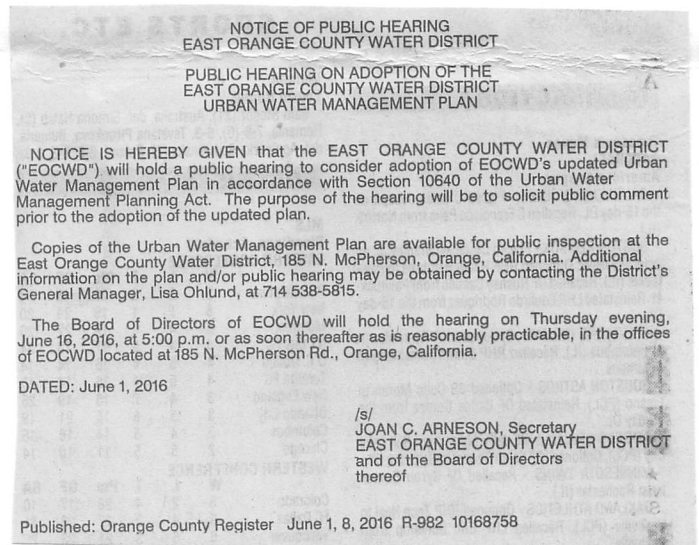 NOTICE OF PUBLIC HEARING
EAST ORANGE COUNTY WATER DISTRICT
PUBLIC HEARING ON ADOPTION OF THE
EAST ORANGE COUNTY WATER DISTRICT
URBAN WATER MANAGEMENT PLAN
NOTICE IS HEREBY GIVEN that the EAST ORANGE COUNTY WATER DISTRICT
("EOCWD") will hold a public hearing to consider adoption of EOCWD's updated Urban
Water Management Plan in accordance with Section 10640 of the Urban Water
Management Planning Act. The purpose of the hearing will be to solicit public comment
prior to the adoption of the updated plan.
Copies of the Urban Water Management Plan are available for public inspection at the
East Orange County Water District, 185 N. McPherson, Orange, California. Additional
information on the plan and/or public hearing may be obtained by contacting the District's
General Manager, Lisa Ohlund, at 714 538-5815.
The Board of Directors of EOCWD will hold the hearing on Thursday evening,
June 16, 2016, at 5:00 p.m. or as soon thereafter as is reasonably practicable, in the offices
of EOCWD located at 185 N. McPherson Rd., Orange, California.
DATED: June 1, 2016
/s/
JOAN C. ARNESON, Secretary
EAST ORANGE COUNTY WATER DISTRICT
and of the Board of Directors
thereof
Published: Orange County Register June 1, 8, 2016 R-982 10168758